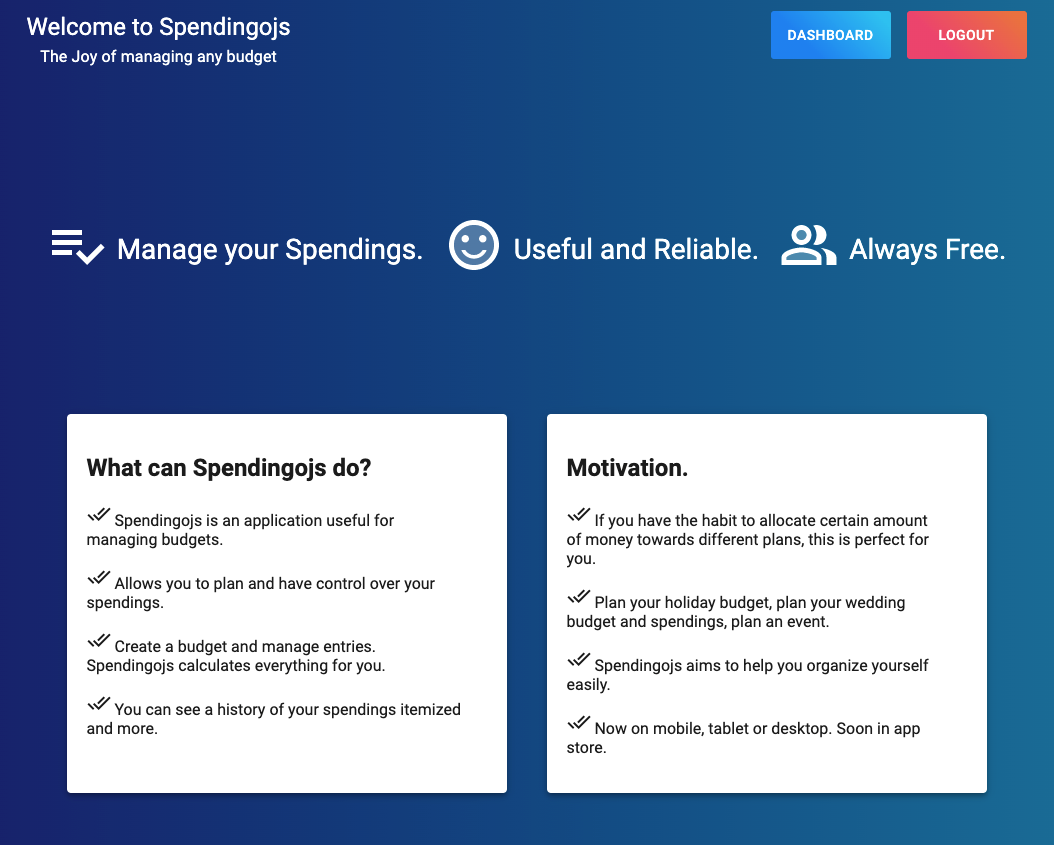 Welcome to Spendingojs
The Joy of managing any budget
DASHBOARD
LOGOUT
Manage your Spendings.
Useful and Reliable.
Always Free.
What can Spendingojs do?
Spendingojs is an application useful for
managing budgets.
Allows you to plan and have control over your
spendings.
Create a budget and manage entries.
Spendingojs calculates everything for you.
You can see a history of your spendings itemized
and more.
Motivation.
If you have the habit to allocate certain amount
of money towards different plans, this is perfect for
you.
Plan your holiday budget, plan your wedding
budget and spendings, plan an event.
Spendingojs aims to help you organize yourself
easily.
Now on mobile, tablet or desktop. Soon in app
store.